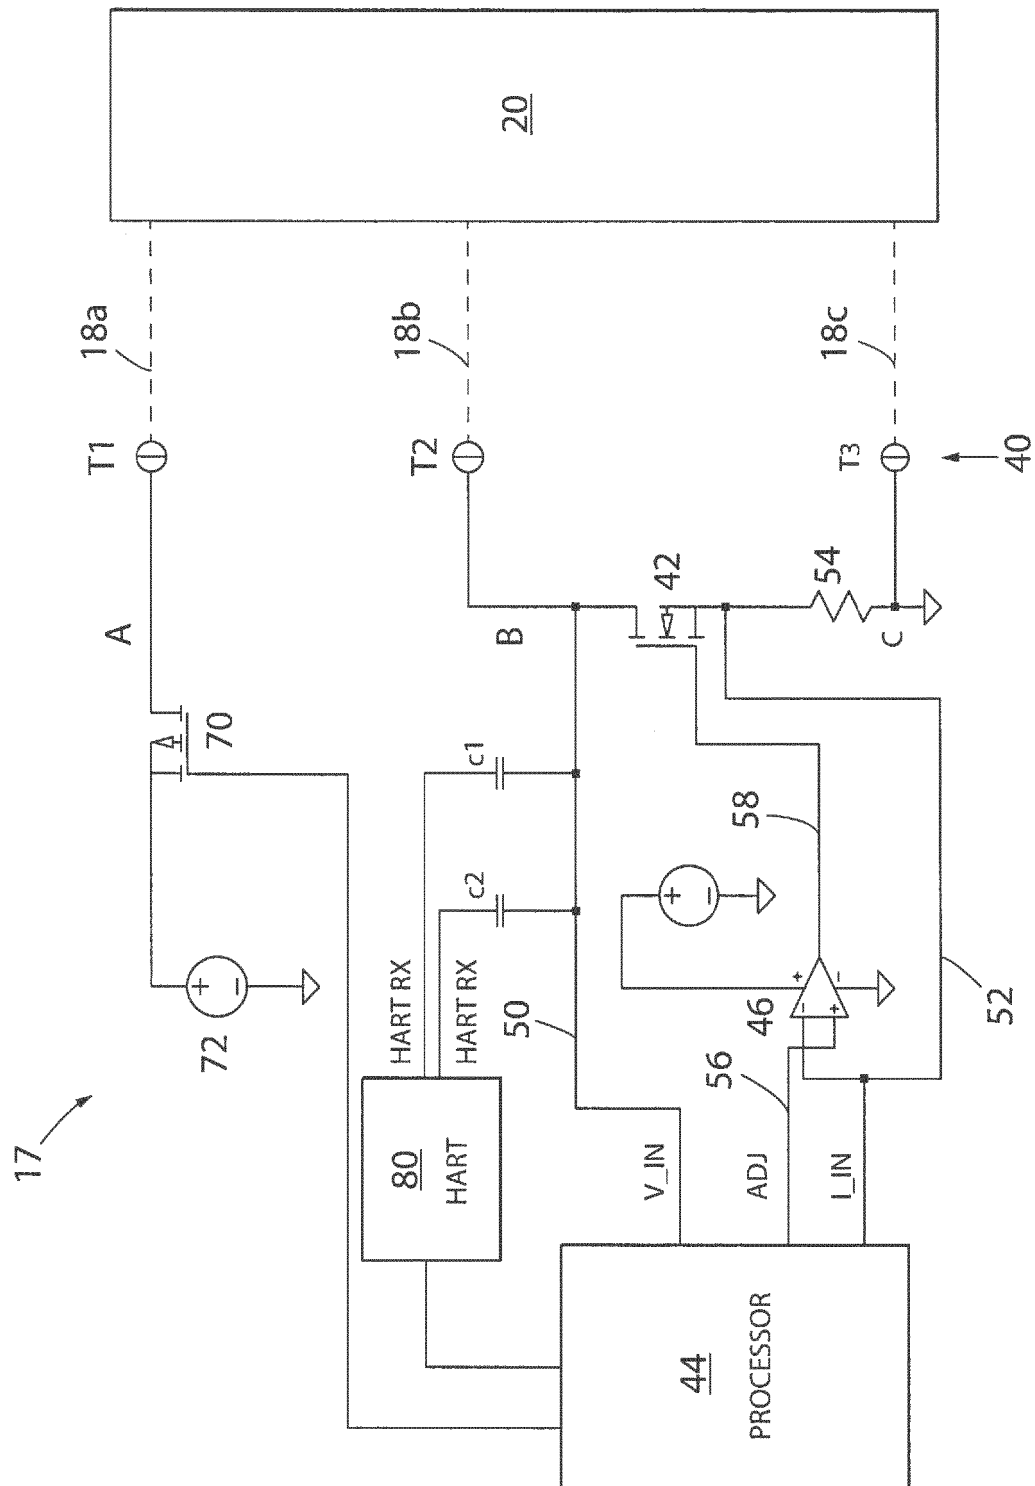 20
18a
18b
18c
T1
T2
T3
40
A
B
C
42
54
70
c1
c2
58
+
−
72
+
−
HART RX
HART RX
50
46
+
−
−
+
52
56
17
80
HART
V_IN
ADJ
I_IN
44
PROCESSOR